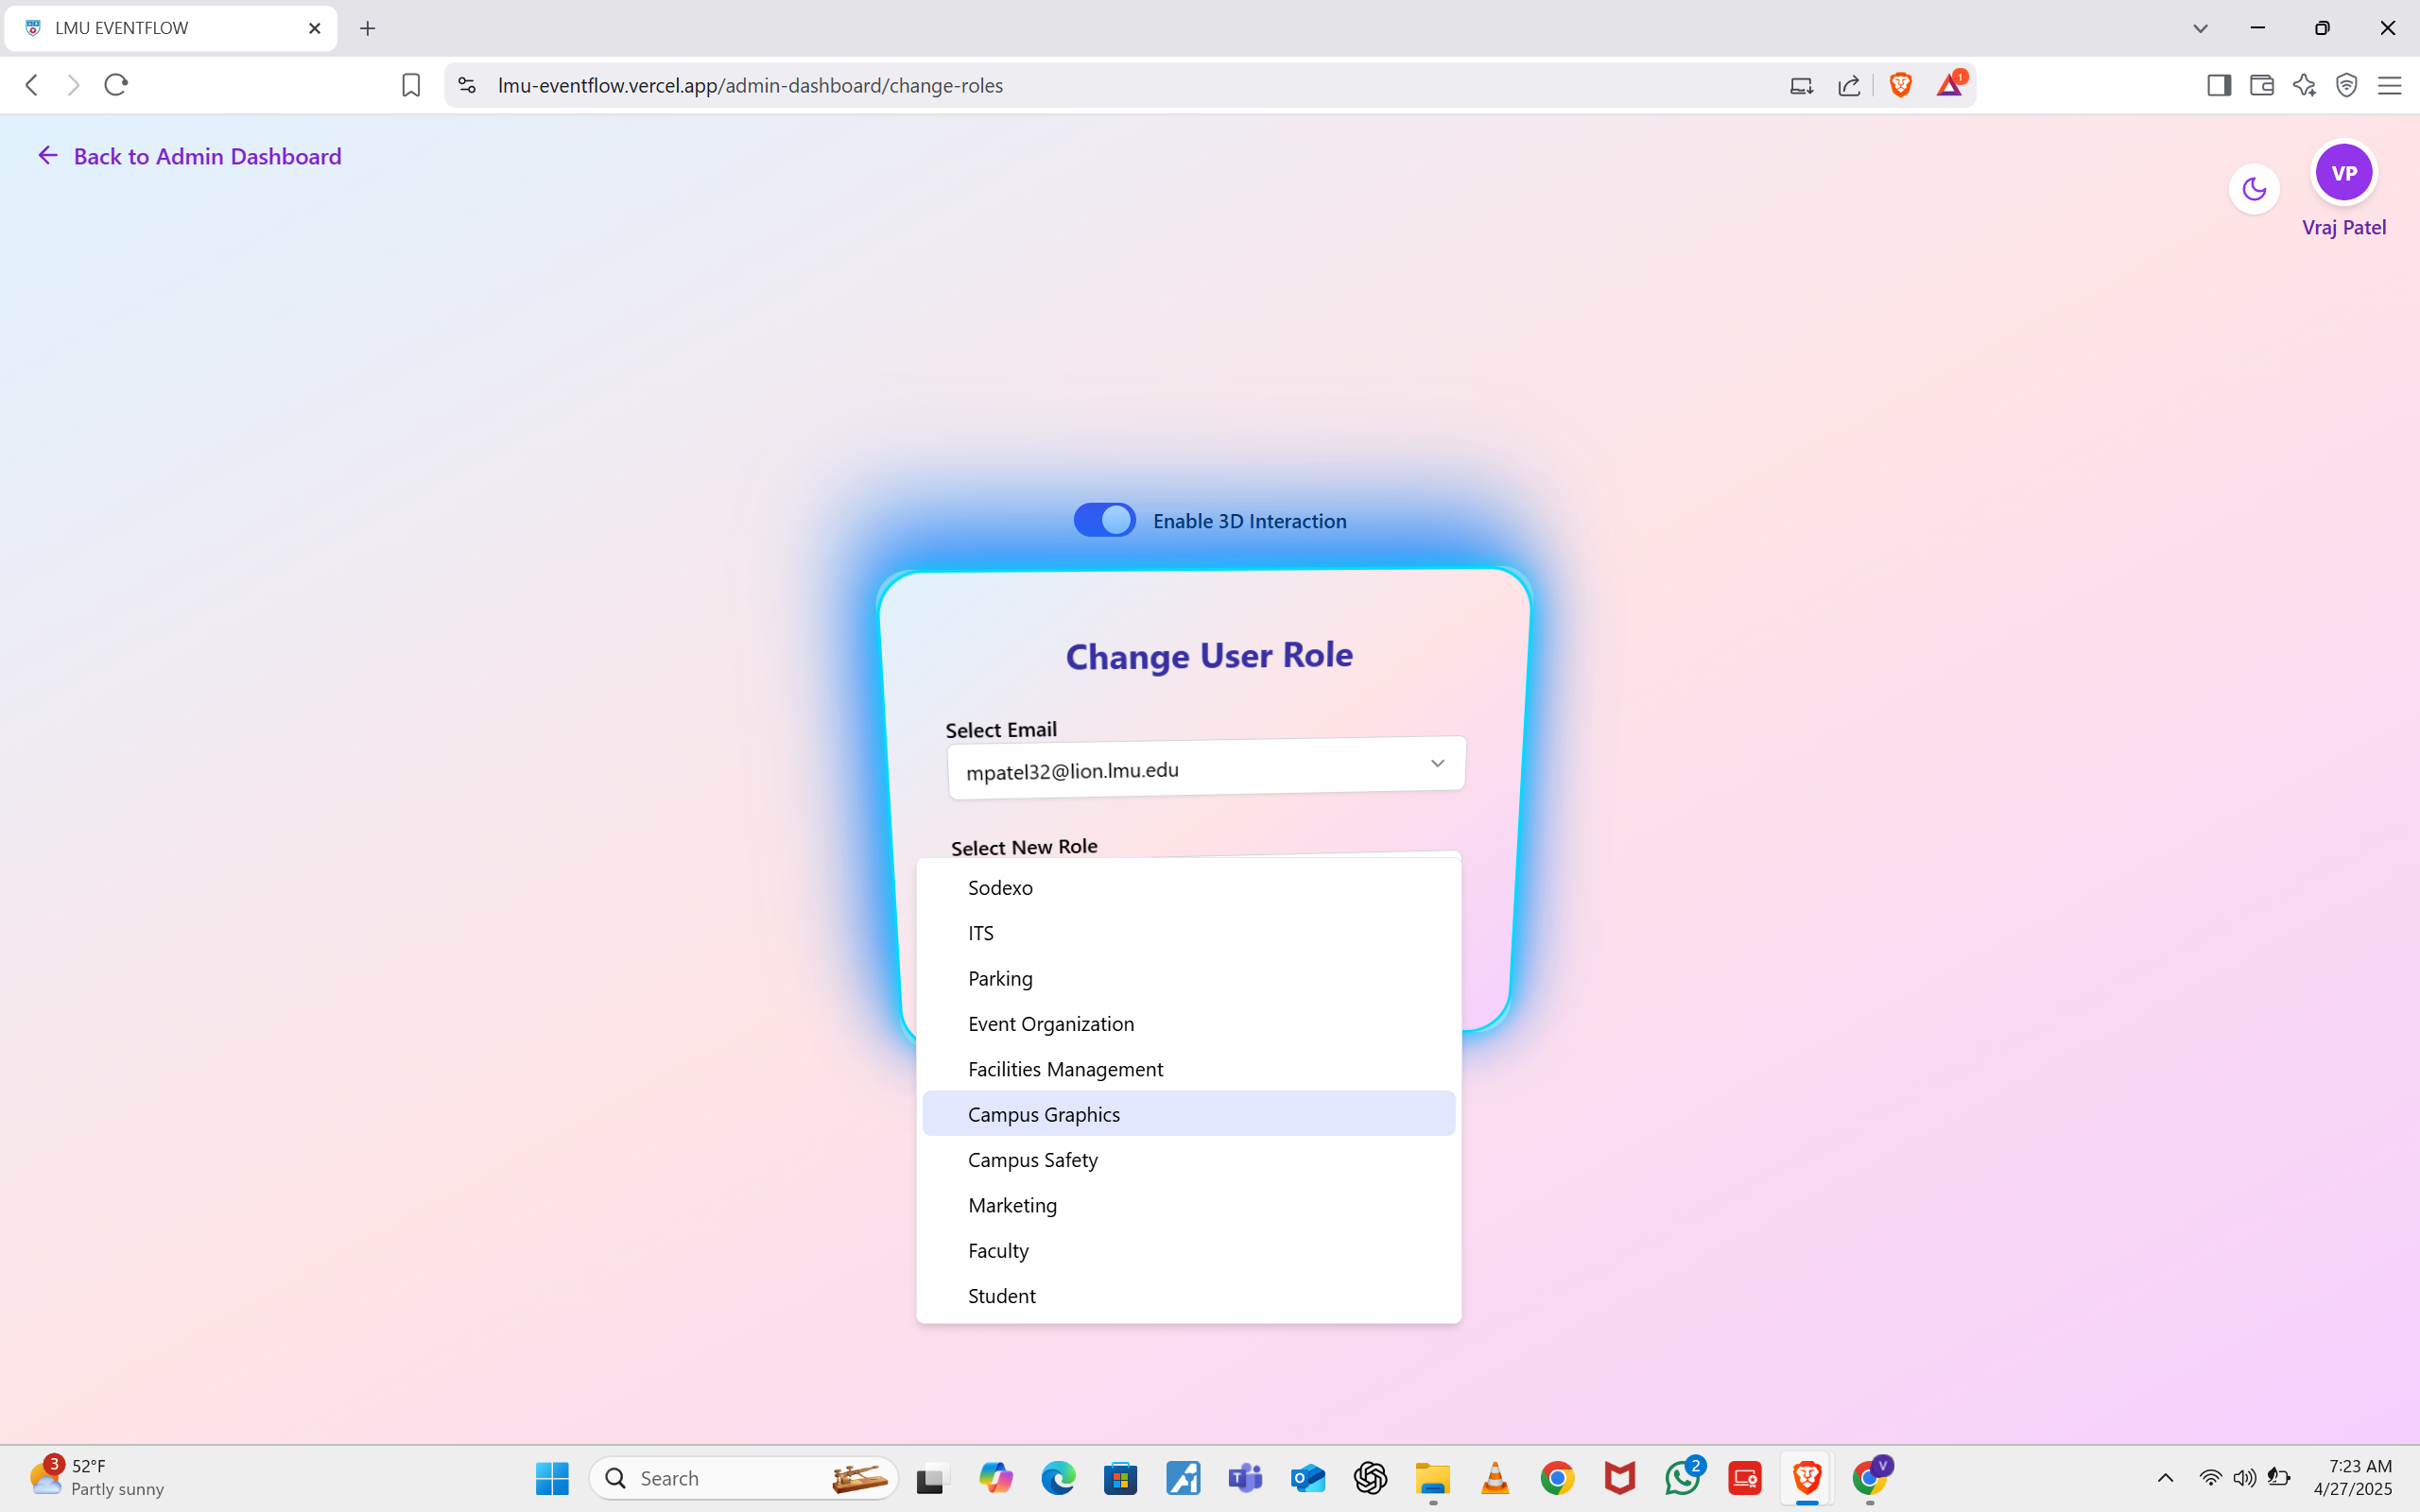 LMU EVENTFLOW
lmu-eventflow.vercel.app/admin-dashboard/change-roles
1
Back to Admin Dashboard
VP
Vraj Patel
Enable 3D Interaction
Change User Role
Select Email
mpatel32@lion.lmu.edu
Select New Role
Sodexo
ITS
Parking
Event Organization
Facilities Management
Campus Graphics
Campus Safety
Marketing
Faculty
Student
3
52°F
Partly sunny
Search
2
V
7:23 AM
4/27/2025